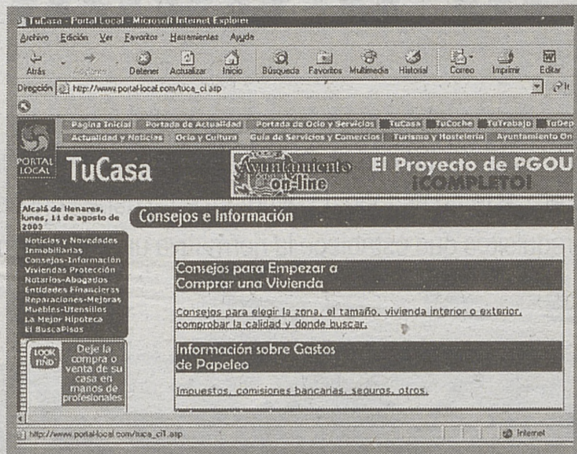 TuCasa - Portal Local - Microsoft Internet Explorer
Archivo Edición Ver Favoritos Herramientas Ayuda
Atrás Detener Actualizar Inicio Búsqueda Favoritos Multimedia Historial Correo Imprimir Editar
Dirección http://www.portal-local.com/tuca_ci.asp
Pagina Inicial Portada de Actualidad Portada de Ocio y Servicios TuCasa TuCoche TuTrabajo TuDep
Actualidad y Noticias Ocio y Cultura Guía de Servicios y Comercios Turismo y Hostelería Ayuntamiento On
PORTAL
LOCAL
TuCasa
Ayuntamiento
on-line
El Proyecto de PGOU
¡COMPLETO!
Alcalá de Henares,
lunes, 11 de agosto de
2003
Consejos e Información
Noticias y Novedades
Inmobiliarias
Consejos-Información
Viviendas Protección
Notarios-Abogados
Entidades Financieras
Reparaciones-Mejoras
Muebles-Utensilios
La Mejor Hipoteca
El BuscaPisos
LOOK
FIND
Deje la
compra o
venta de su
casa en
manos de
profesionales
Consejos para Empezar a
Comprar una Vivienda
Consejos para elegir la zona, el tamaño, vivienda interior o exterior,
comprobar la calidad y donde buscar.
Información sobre Gastos
de Papeleo
Impuestos, comisiones bancarias, seguros, otros.
http://www.portal-local.com/tuca_ci1.asp
Internet